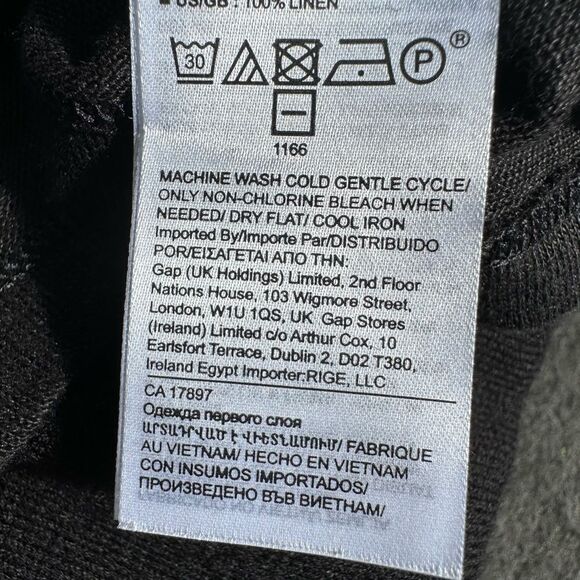 ■ US/GB : 100% LINEN
30
P
®
1166
MACHINE WASH COLD GENTLE CYCLE/
ONLY NON-CHLORINE BLEACH WHEN
NEEDED/ DRY FLAT/ COOL IRON
Imported By/Importe Par/DISTRIBUIDO
POR/ΕΙΣΑΓΕΤΑΙ ΑΠΟ ΤΗΝ:
Gap (UK Holdings) Limited, 2nd Floor
Nations House, 103 Wigmore Street,
London, W1U 1QS, UK Gap Stores
(Ireland) Limited c/o Arthur Cox, 10
Earlsfort Terrace, Dublin 2, D02 T380,
Ireland Egypt Importer:RIGE, LLC
CA 17897
Одежда первого слоя
ԱՐՏԱԴՐՎԱԾ Է ՎԻԵՏՆԱՄՈՒՄ/ FABRIQUE
AU VIETNAM/ HECHO EN VIETNAM
CON INSUMOS IMPORTADOS/
ПРОИЗВЕДЕНО ВЪВ ВИЕТНАМ/